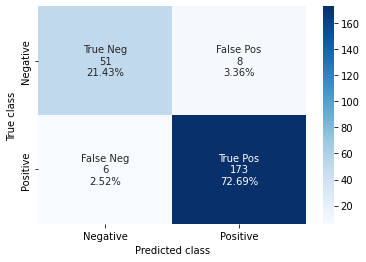 True Neg
51
21.43%
False Pos
8
3.36%
False Neg
6
2.52%
True Pos
173
72.69%
Negative
Positive
True class
Negative
Positive
Predicted class
160
140
120
100
80
60
40
20